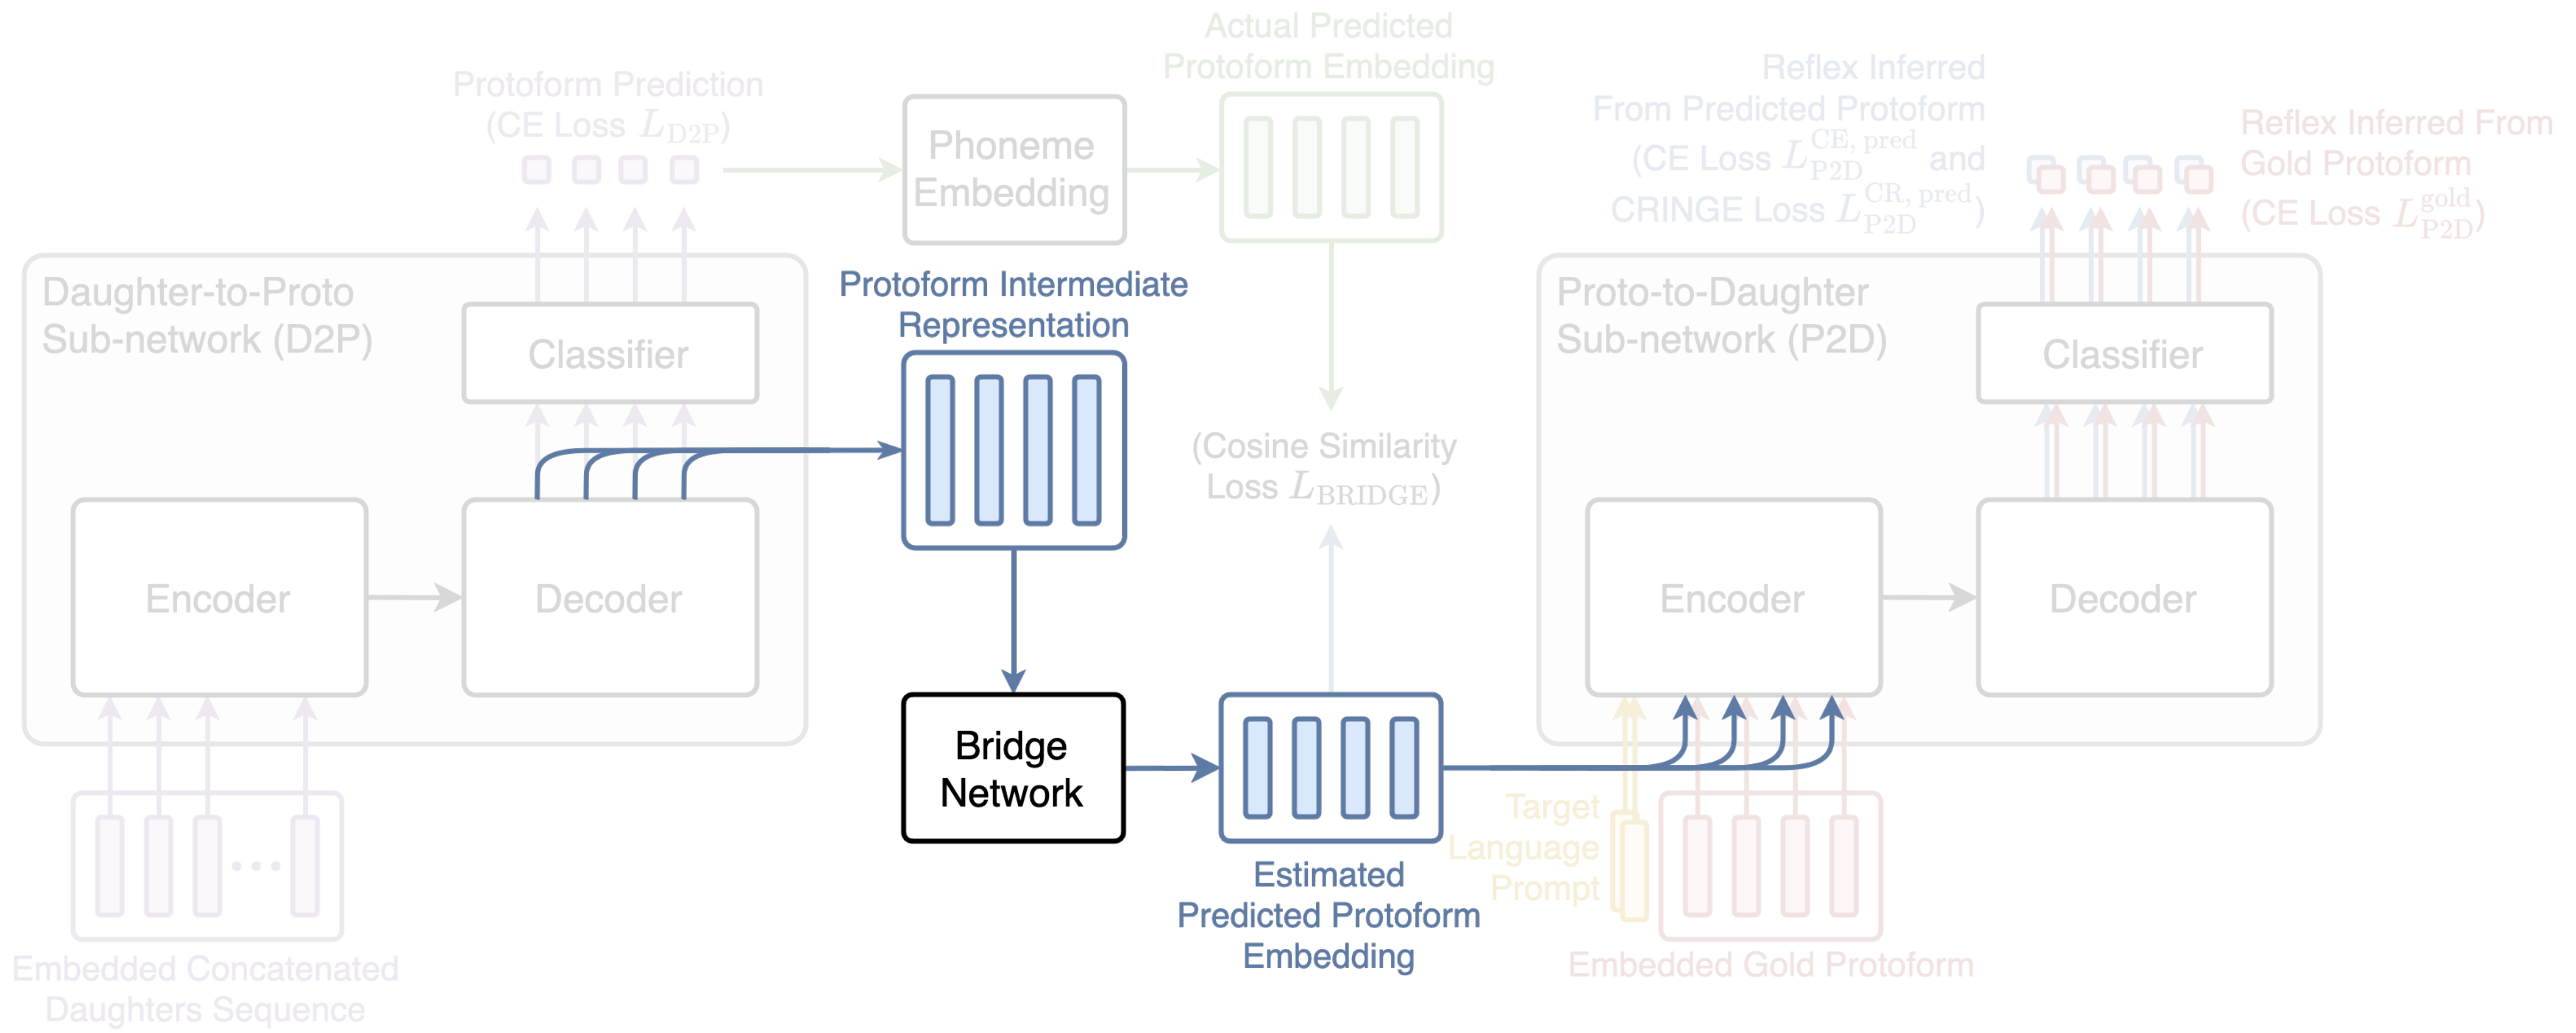 Actual Predicted
Protoform Embedding
Protoform Prediction
(CE Loss L_D2P)
Phoneme
Embedding
Reflex Inferred
From Predicted Protoform
(CE Loss L_P2D^CE, pred and
CRINGE Loss L_P2D^CR, pred)
Reflex Inferred From
Gold Protoform
(CE Loss L_P2D^gold)
Daughter-to-Proto
Sub-network (D2P)
Classifier
Protoform Intermediate
Representation
(Cosine Similarity
Loss L_BRIDGE)
Proto-to-Daughter
Sub-network (P2D)
Classifier
Encoder
Decoder
Encoder
Decoder
Bridge
Network
Estimated
Predicted Protoform
Embedding
Target
Language
Prompt
Embedded Gold Protoform
Embedded Concatenated
Daughters Sequence